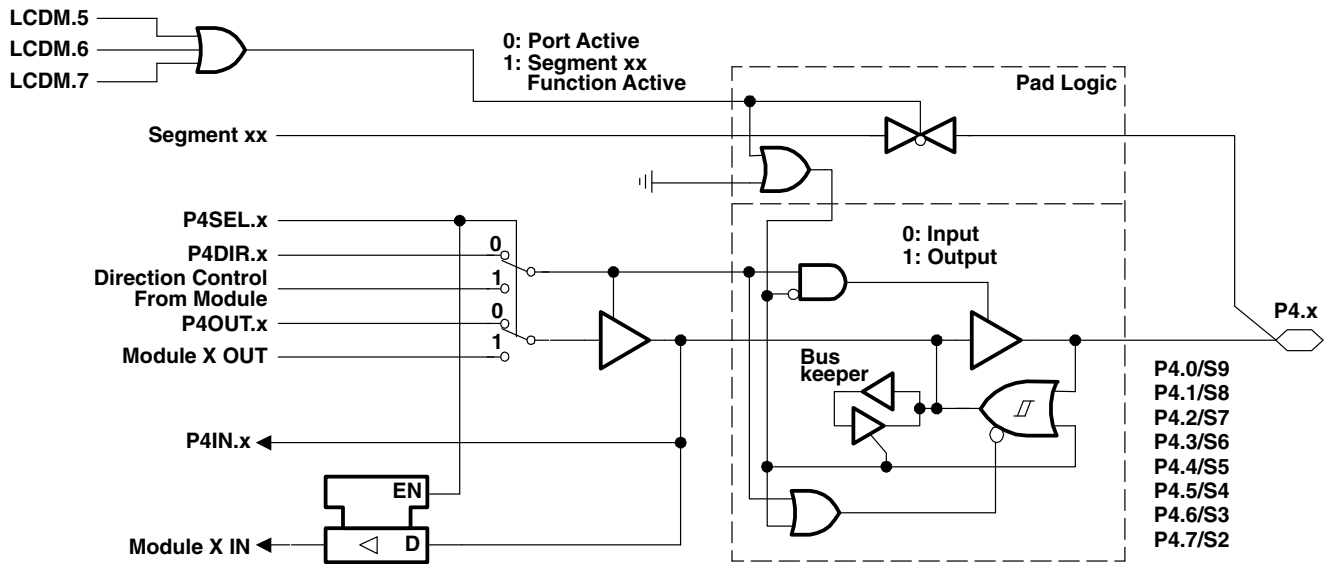 LCDM.5
LCDM.6
LCDM.7
0: Port Active
1: Segment xx
Function Active
Pad Logic
Segment xx
P4SEL.x
0: Input
1: Output
P4DIR.x
0
Direction Control
From Module
1
P4OUT.x
0
Module X OUT
1
P4.x
Bus
keeper
P4.0/S9
P4.1/S8
P4.2/S7
P4.3/S6
P4.4/S5
P4.5/S4
P4.6/S3
P4.7/S2
P4IN.x
EN
D
Module X IN